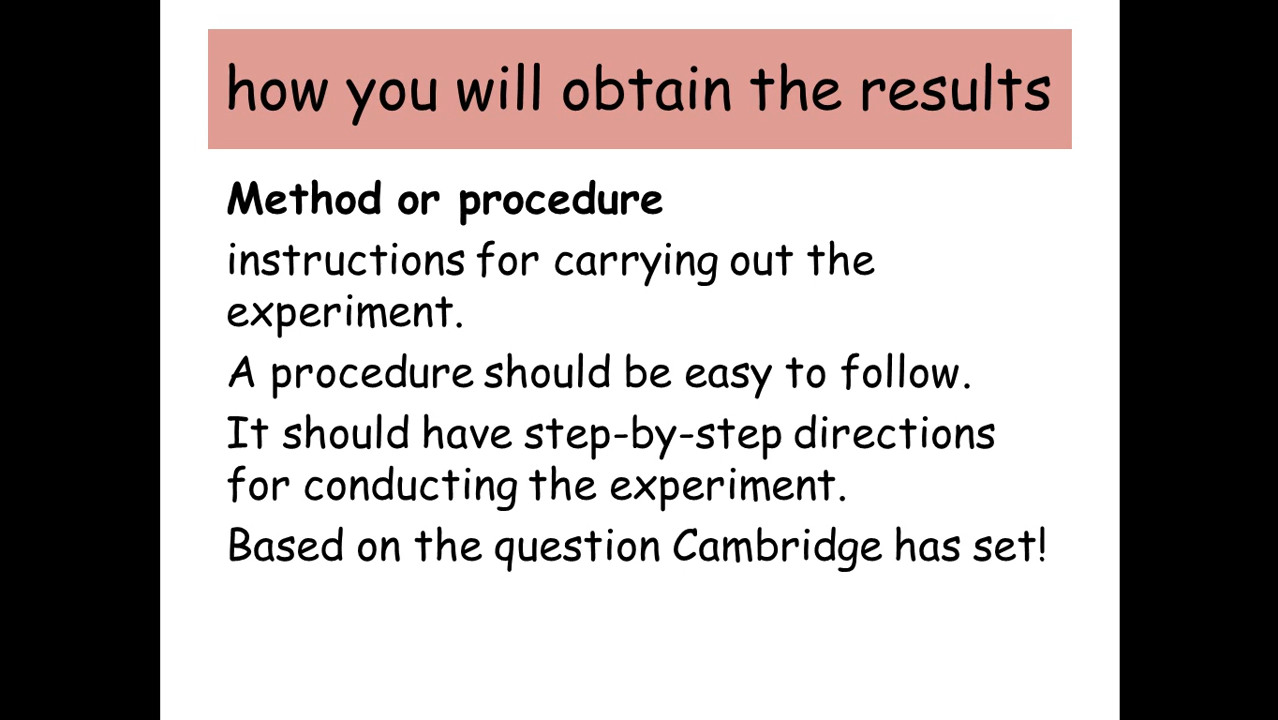 how you will obtain the results
Method or procedure
instructions for carrying out the
experiment.
A procedure should be easy to follow.
It should have step-by-step directions
for conducting the experiment.
Based on the question Cambridge has set!